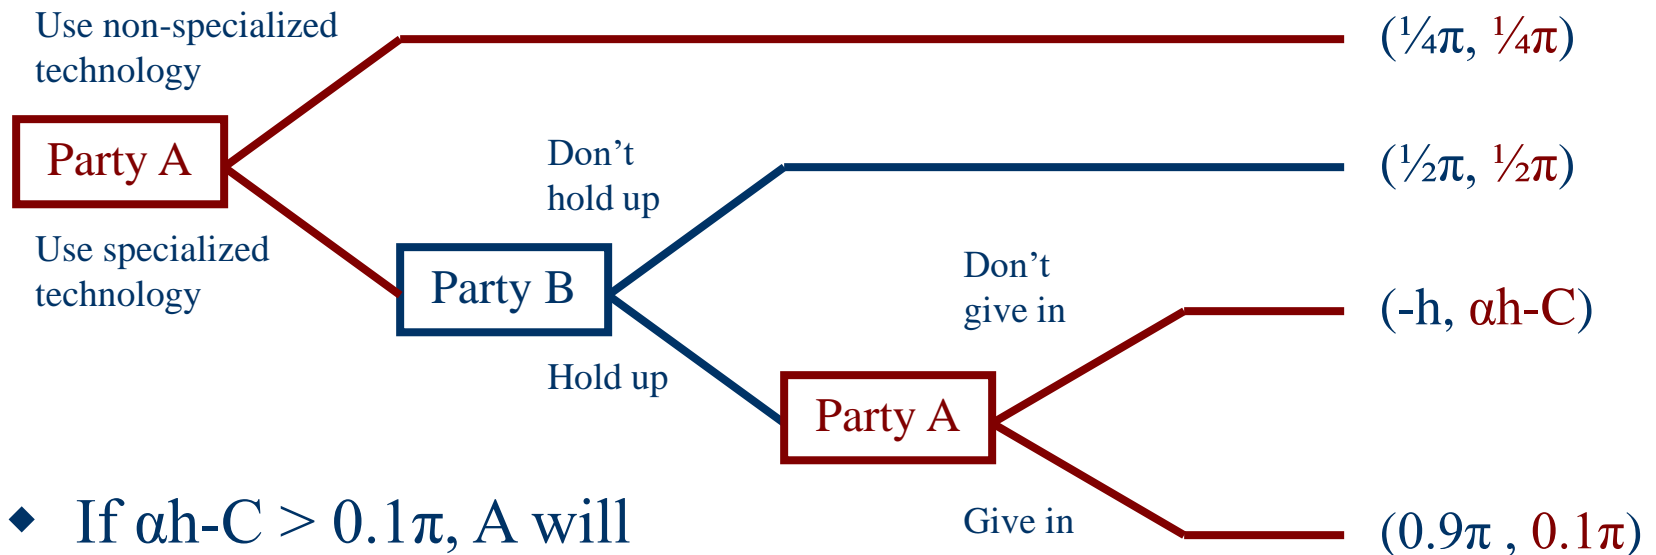 Use non-specialized
technology
(¼π, ¼π)
Party A
Don’t
hold up
(½π, ½π)
Use specialized
technology
Party B
Don’t
give in
(-h, αh-C)
Hold up
Party A
◆ If αh-C > 0.1π, A will
Give in
(0.9π , 0.1π)